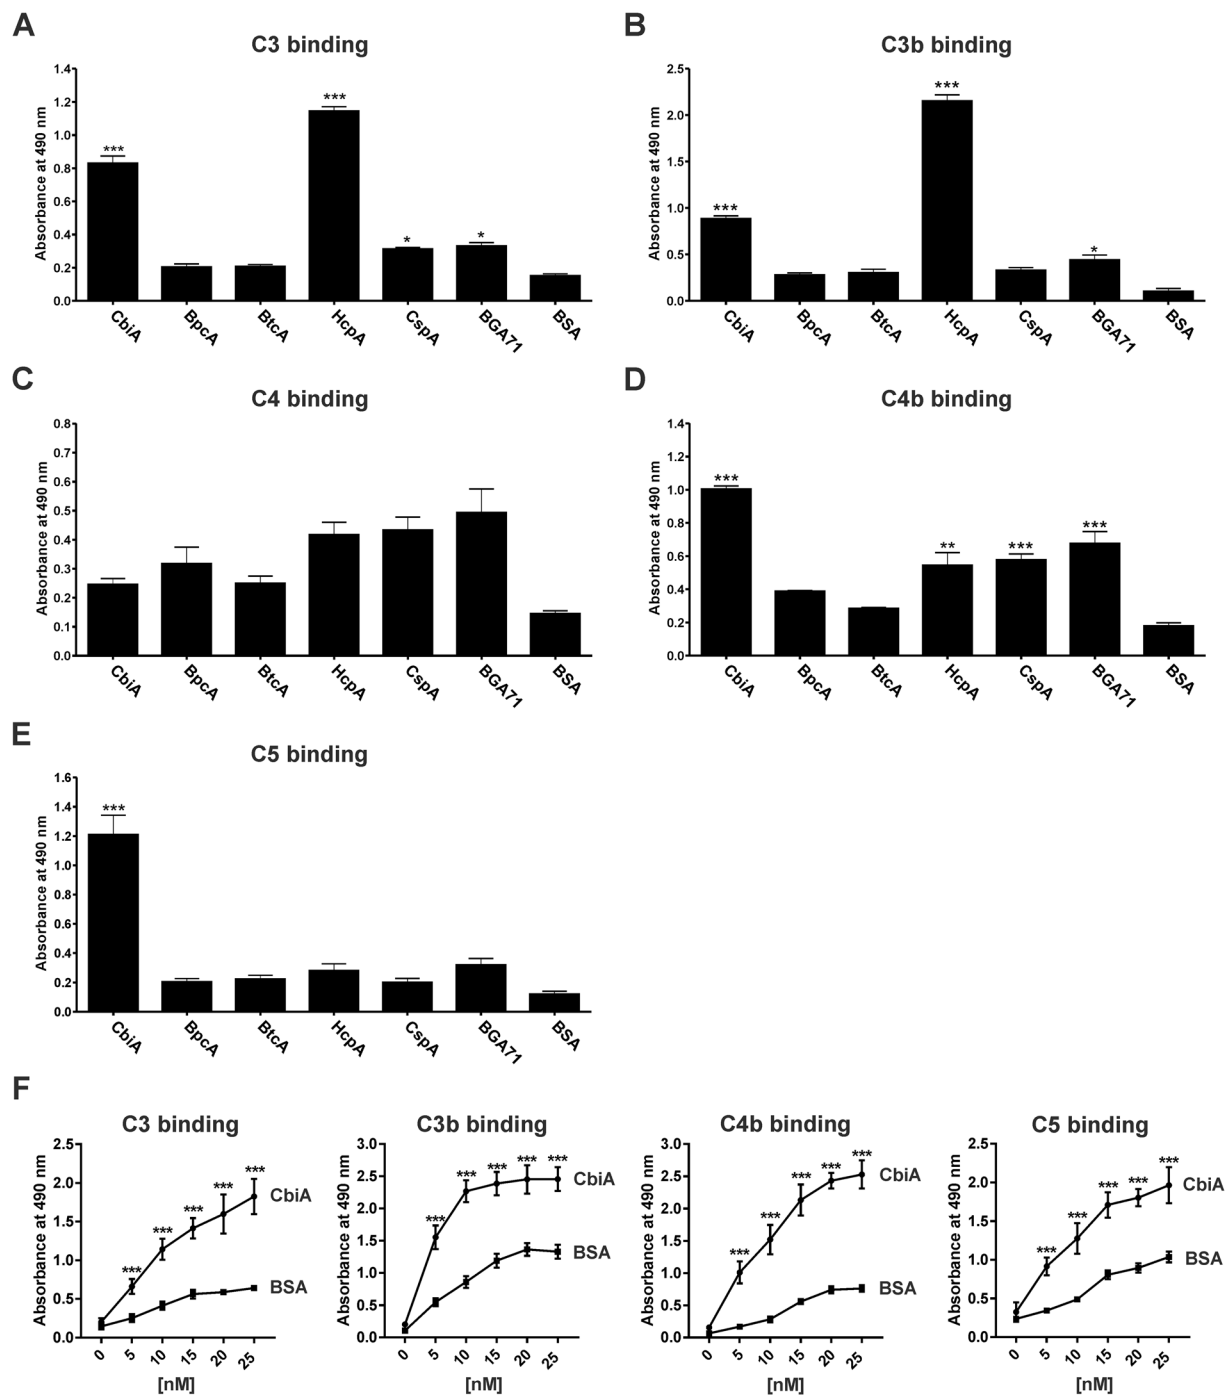 A
C3 binding
Absorbance at 490 nm
1.4
1.2
1.0
0.8
0.6
0.4
0.2
0.0
***
***
*
*
CbiA
BpcA
BtcA
HcpA
CspA
BGA71
BSA
B
C3b binding
Absorbance at 490 nm
2.5
2.0
1.5
1.0
0.5
0.0
***
***
*
CbiA
BpcA
BtcA
HcpA
CspA
BGA71
BSA
C
C4 binding
Absorbance at 490 nm
0.8
0.7
0.6
0.5
0.4
0.3
0.2
0.1
0.0
CbiA
BpcA
BtcA
HcpA
CspA
BGA71
BSA
D
C4b binding
Absorbance at 490 nm
1.4
1.2
1.0
0.8
0.6
0.4
0.2
0.0
***
**
***
***
CbiA
BpcA
BtcA
HcpA
CspA
BGA71
BSA
E
C5 binding
Absorbance at 490 nm
1.6
1.4
1.2
1.0
0.8
0.6
0.4
0.2
0.0
***
CbiA
BpcA
BtcA
HcpA
CspA
BGA71
BSA
F
C3 binding
Absorbance at 490 nm
2.5
2.0
1.5
1.0
0.5
0.0
***
***
***
***
***
CbiA
BSA
0
5
10
15
20
25
[nM]
C3b binding
Absorbance at 490 nm
3.0
2.5
2.0
1.5
1.0
0.5
0.0
***
***
***
***
***
CbiA
BSA
0
5
10
15
20
25
[nM]
C4b binding
Absorbance at 490 nm
3.0
2.5
2.0
1.5
1.0
0.5
0.0
***
***
***
***
***
CbiA
BSA
0
5
10
15
20
25
[nM]
C5 binding
Absorbance at 490 nm
2.5
2.0
1.5
1.0
0.5
0.0
***
***
***
***
***
CbiA
BSA
0
5
10
15
20
25
[nM]